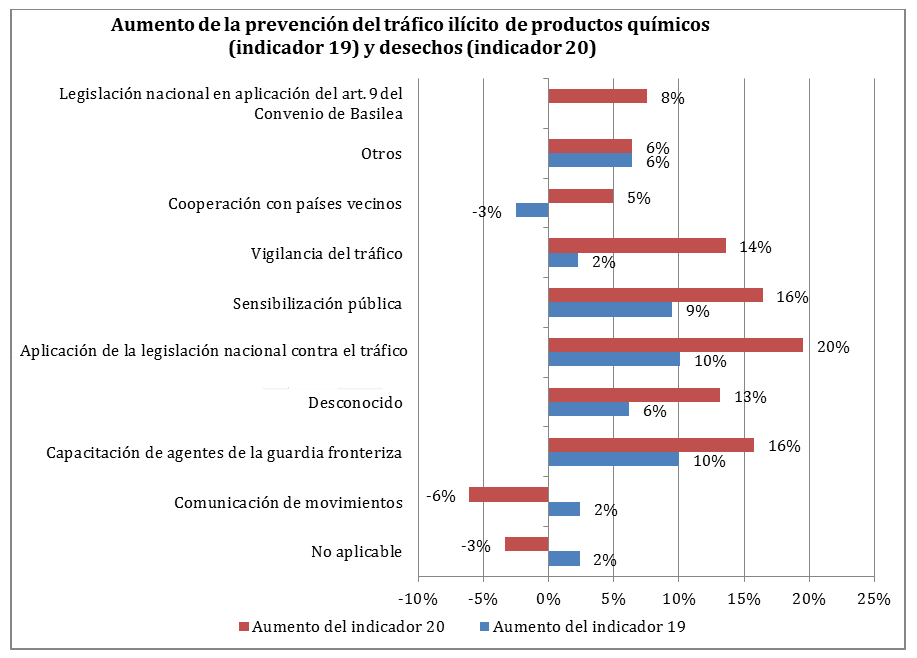 Aumento de la prevención del tráfico ilícito de productos químicos
(indicador 19) y desechos (indicador 20)
Legislación nacional en aplicación del art. 9 del
Convenio de Basilea
8%
Otros
6%
6%
Cooperación con países vecinos
5%
-3%
Vigilancia del tráfico
14%
2%
Sensibilización pública
16%
9%
Aplicación de la legislación nacional contra el tráfico
20%
10%
Desconocido
13%
6%
Capacitación de agentes de la guardia fronteriza
16%
10%
Comunicación de movimientos
-6%
2%
No aplicable
-3%
2%
-10% -5% 0% 5% 10% 15% 20% 25%
Aumento del indicador 20 Aumento del indicador 19